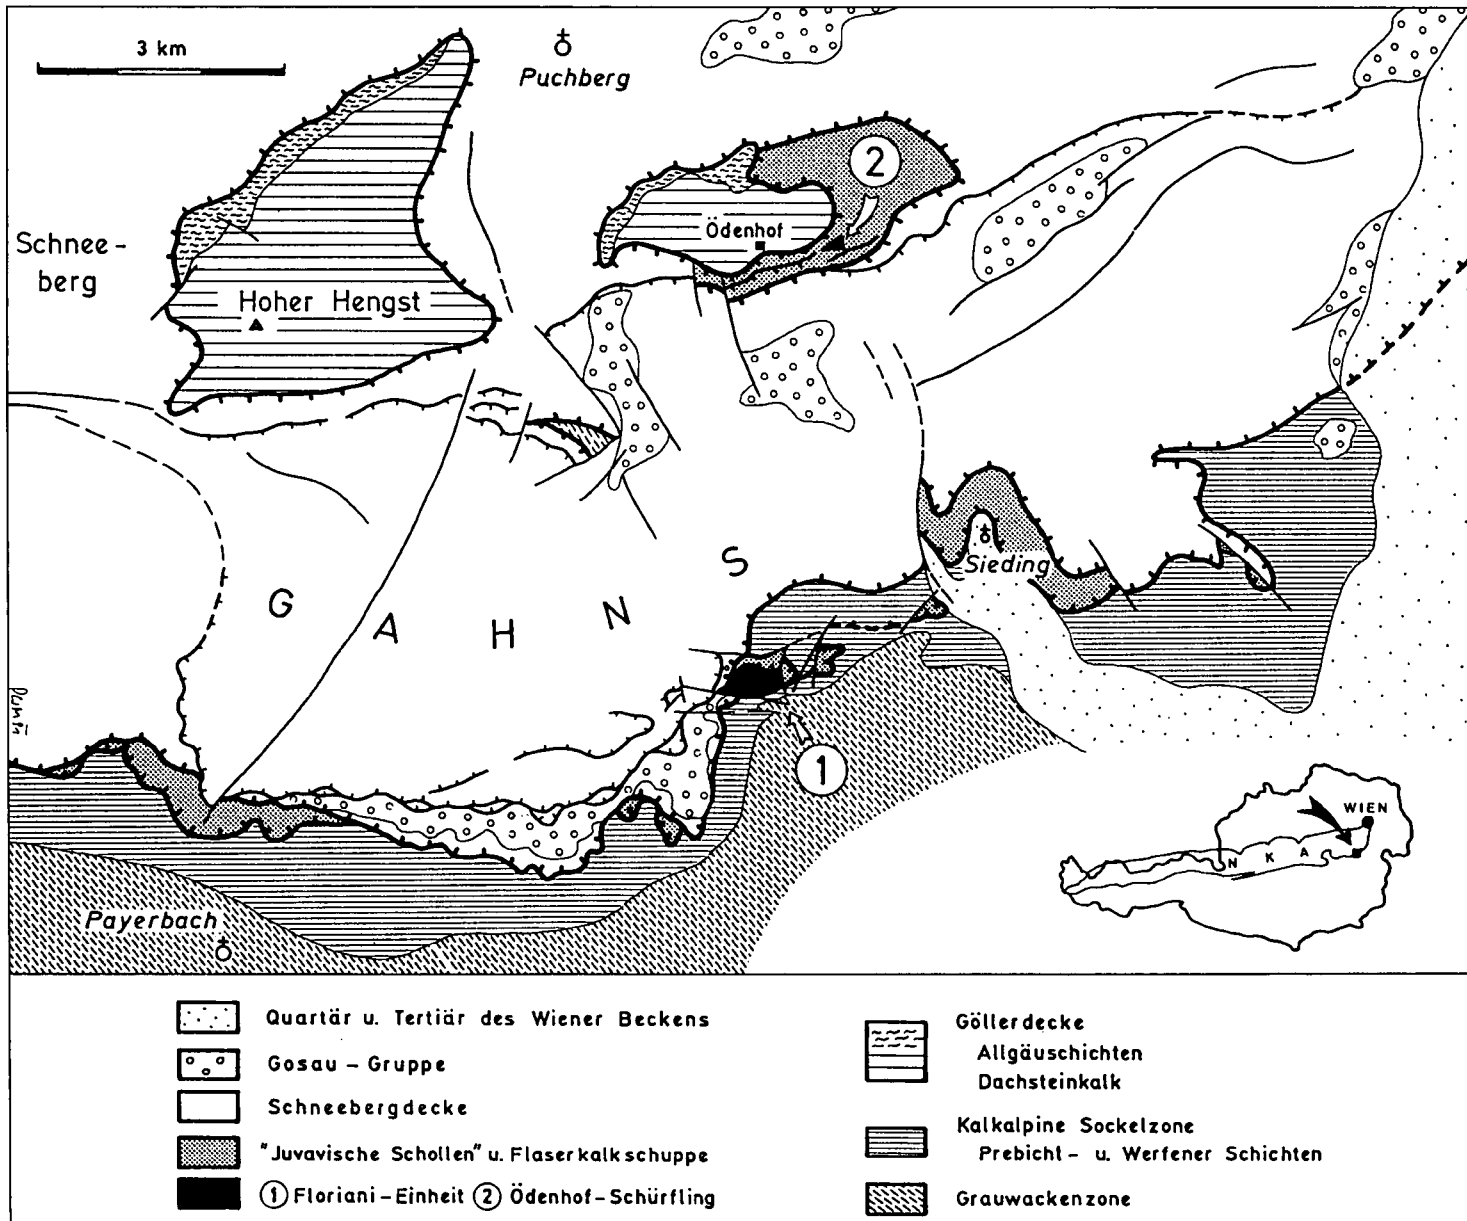 3 km
Puchberg
2
Ödenhof
Schnee-
berg
Hoher Hengst
Sieding
G A H N S
1
WIEN
N K A
Payerbach
Quartär u. Tertiär des Wiener Beckens
Gosau - Gruppe
Schneebergdecke
"Juvavische Schollen" u. Flaserkalkschuppe
1 Floriani - Einheit 2 Ödenhof - Schürfling
Göllerdecke
Allgäuschichten
Dachsteinkalk
Kalkalpine Sockelzone
Prebichl - u. Werfener Schichten
Grauwackenzone